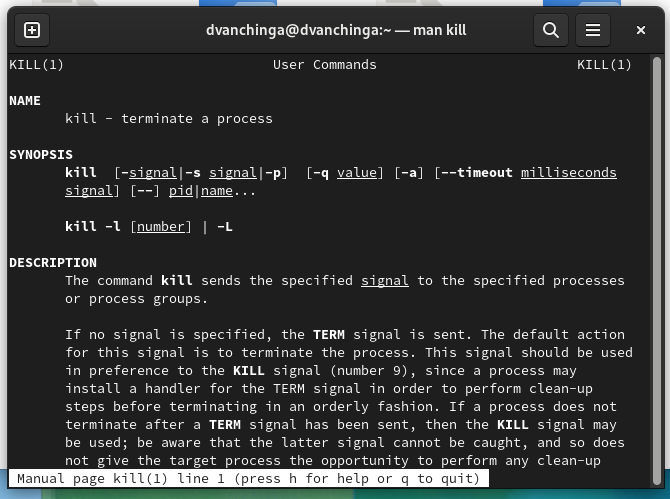 dvanchinga@dvanchinga:~ — man kill
KILL(1) User Commands KILL(1)
NAME
kill - terminate a process
SYNOPSIS
kill [-signal|-s signal|-p] [-q value] [-a] [--timeout milliseconds
signal] [--] pid|name...
kill -l [number] | -L
DESCRIPTION
The command kill sends the specified signal to the specified processes
or process groups.
If no signal is specified, the TERM signal is sent. The default action
for this signal is to terminate the process. This signal should be used
in preference to the KILL signal (number 9), since a process may
install a handler for the TERM signal in order to perform clean-up
steps before terminating in an orderly fashion. If a process does not
terminate after a TERM signal has been sent, then the KILL signal may
be used; be aware that the latter signal cannot be caught, and so does
not give the target process the opportunity to perform any clean-up
Manual page kill(1) line 1 (press h for help or q to quit)